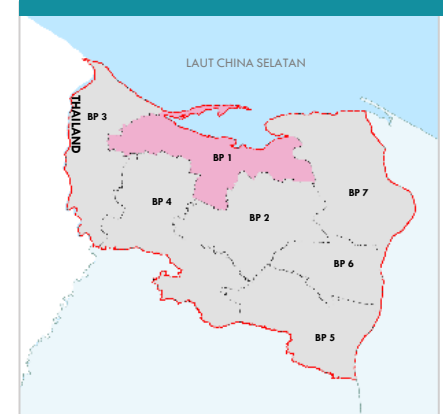 LAUT CHINA SELATAN
THAILAND
BP 3
BP 1
BP 4
BP 7
BP 2
BP 6
BP 5